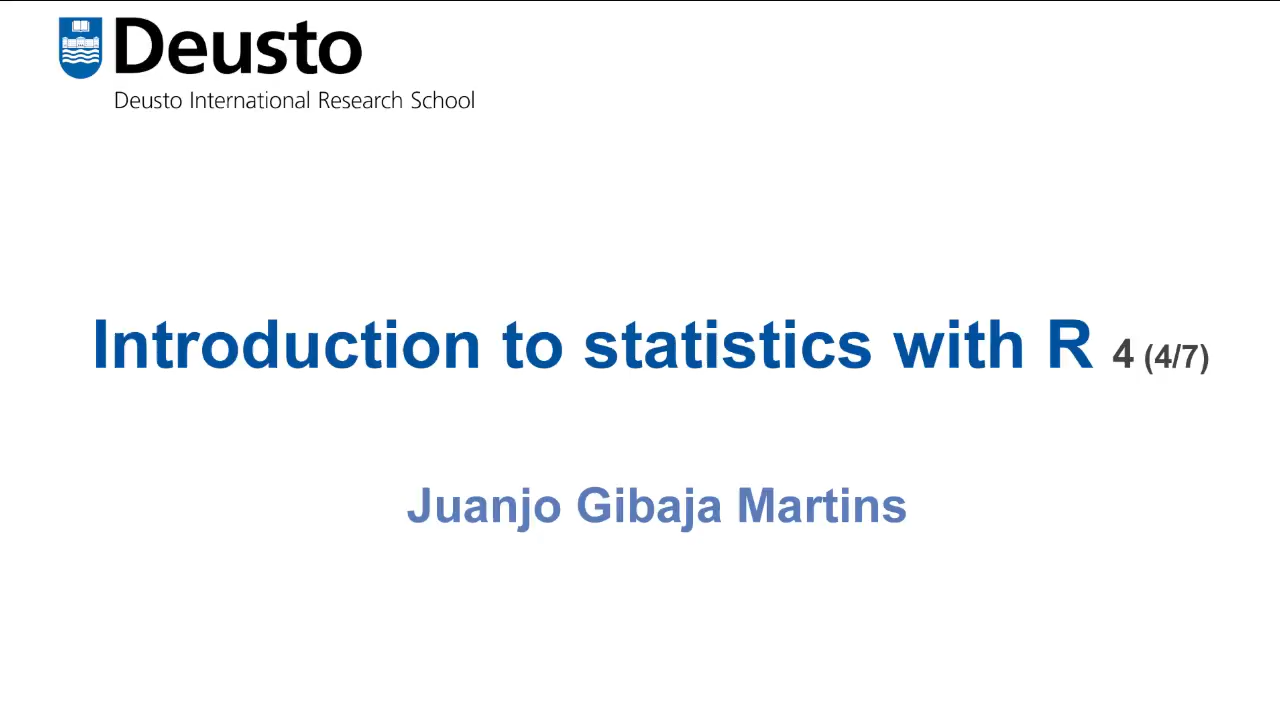 Deusto
Deusto International Research School
Introduction to statistics with R 4 (4/7)
Juanjo Gibaja Martins